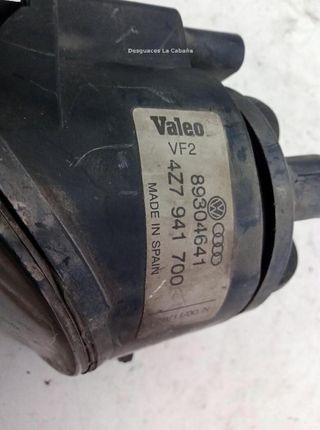 Desguaces La Cabaña
Valeo
VF2
89304641
4Z7 941 700
MADE IN SPAIN